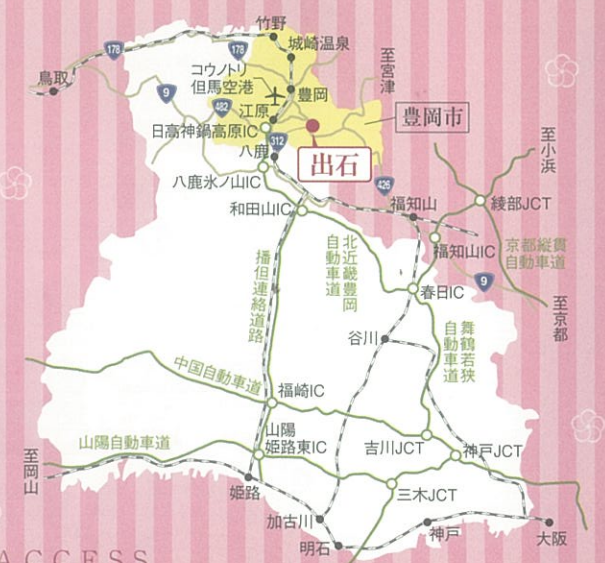 竹野
178
178
城崎温泉
至宮津
鳥取
コウノトリ
但馬空港
豊岡
9
482
江原
豊岡市
日高神鍋高原IC
312
八鹿
出石
至小浜
八鹿氷ノ山IC
426
和田山IC
福知山
綾部JCT
福知山IC
京都縦貫
自動車道
播但連絡道路
北近畿豊岡
自動車道
9
春日IC
至京都
谷川
舞鶴若狭
自動車道
中国自動車道
福崎IC
山陽自動車道
山陽
姫路東IC
吉川JCT
神戸JCT
至岡山
姫路
三木JCT
加古川
神戸
大阪
明石
ACCESS